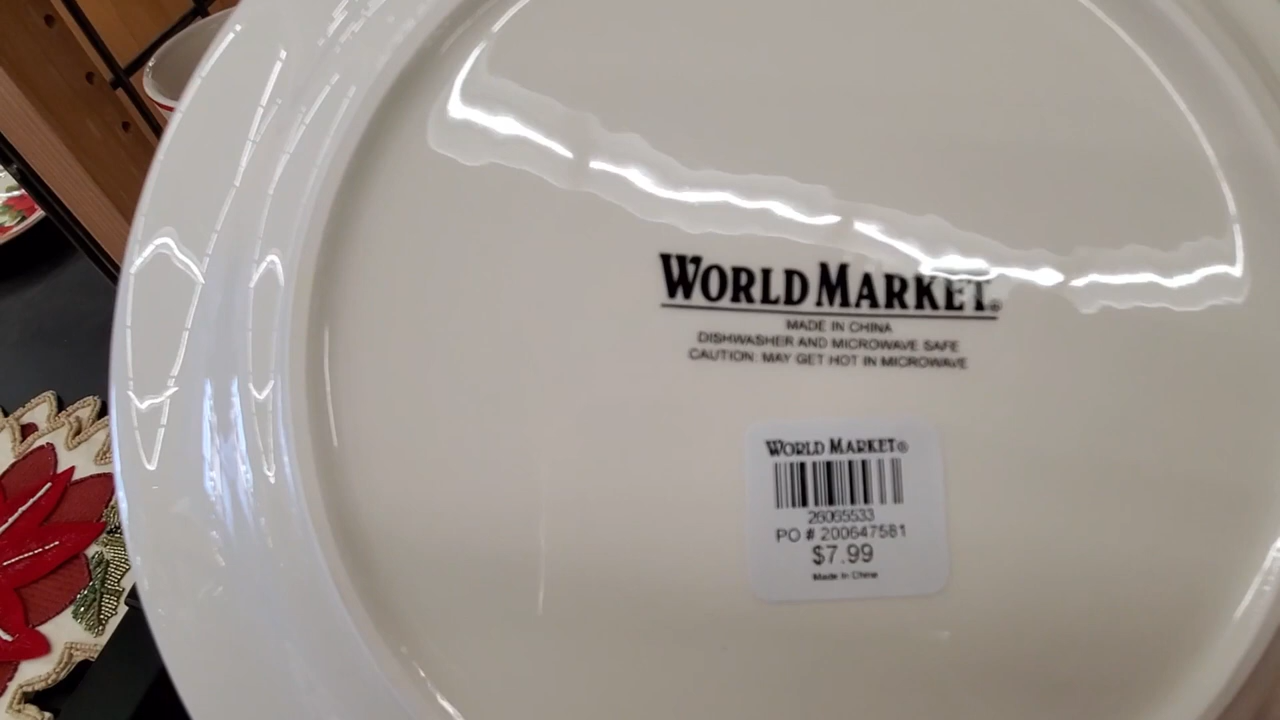 WORLD MARKET®
MADE IN CHINA
DISHWASHER AND MICROWAVE SAFE
CAUTION: MAY GET HOT IN MICROWAVE
WORLD MARKET®
26065533
PO # 200647581
$7.99
Made In China